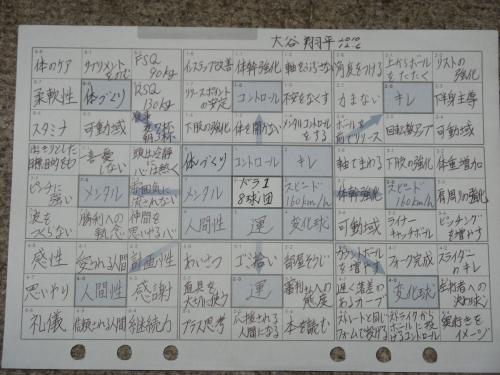 大谷 翔平 2010 12.6
体のケア サプリメントをのむ FSQ 90kg インステップ改善 体幹強化 軸をぶらさない 角度をつける 上からボールをたたく リストの強化
柔軟性 体づくり RSQ 130kg リリースポイントの安定 コントロール 不安をなくす 力まない キレ 下半身主導
スタミナ 可動域 食事 夜7杯 朝3杯 下肢の強化 体を開かない メンタルコントロールをする ボールを前でリリース 回転数アップ 可動域
はっきりとした目標、目的をもつ 一喜一憂しない 頭は冷静に心は熱く 体づくり コントロール キレ 軸でまわる 下肢の強化 体重増加
ピンチに強い メンタル 雰囲気に流されない メンタル ドラ1 8球団 スピード160km/h 体幹強化 スピード160km/h 肩周りの強化
波をつくらない 勝利への執念 仲間を思いやる心 人間性 運 変化球 可動域 ライナーキャッチボール ピッチングを増やす
感性 愛される人間 計画性 あいさつ ゴミ拾い 部屋そうじ カウントボールを増やす フォーク完成 スライダーのキレ
思いやり 人間性 感謝 道具を大切に使う 運 審判さんへの態度 遅く落差のあるカーブ 変化球 左打者への決め球
礼儀 信頼される人間 継続力 プラス思考 応援される人間になる 本を読む ストレートと同じフォームで投げる ストライクからボールに投げるコントロール 奥行きをイメージ